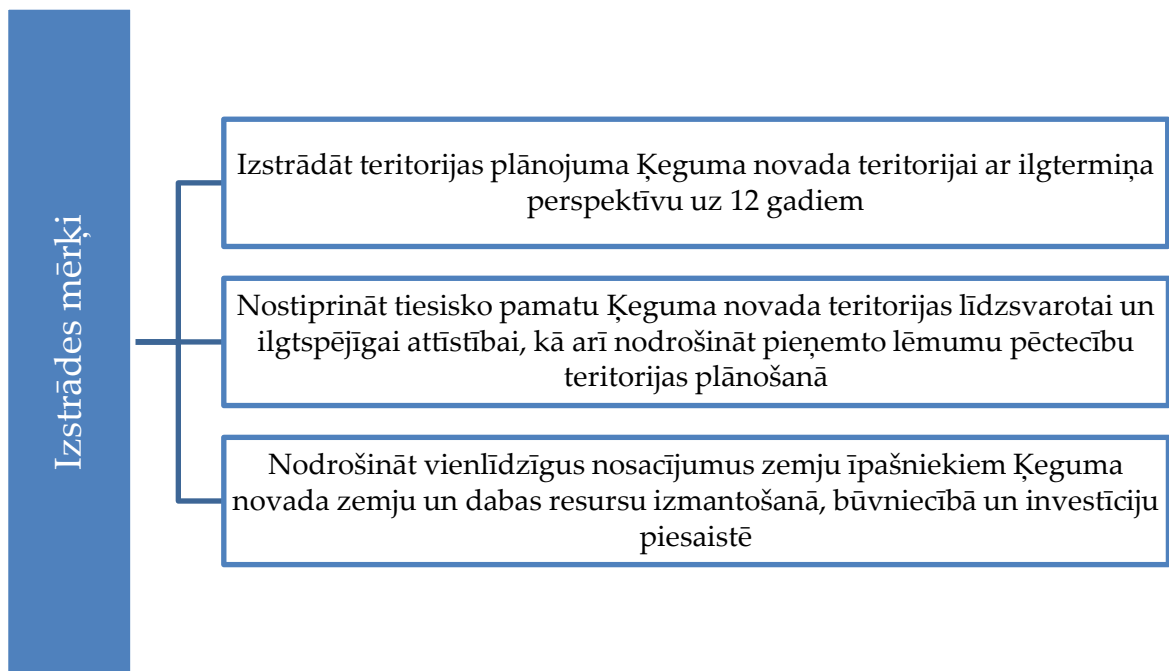 Izstrādes mērķi
Izstrādāt teritorijas plānojuma Ķeguma novada teritorijai ar ilgtermiņa
perspektīvu uz 12 gadiem
Nostiprināt tiesisko pamatu Ķeguma novada teritorijas līdzsvarotai un
ilgtspējīgai attīstībai, kā arī nodrošināt pieņemto lēmumu pēctecību
teritorijas plānošanā
Nodrošināt vienlīdzīgus nosacījumus zemju īpašniekiem Ķeguma
novada zemju un dabas resursu izmantošanā, būvniecībā un investīciju
piesaistē